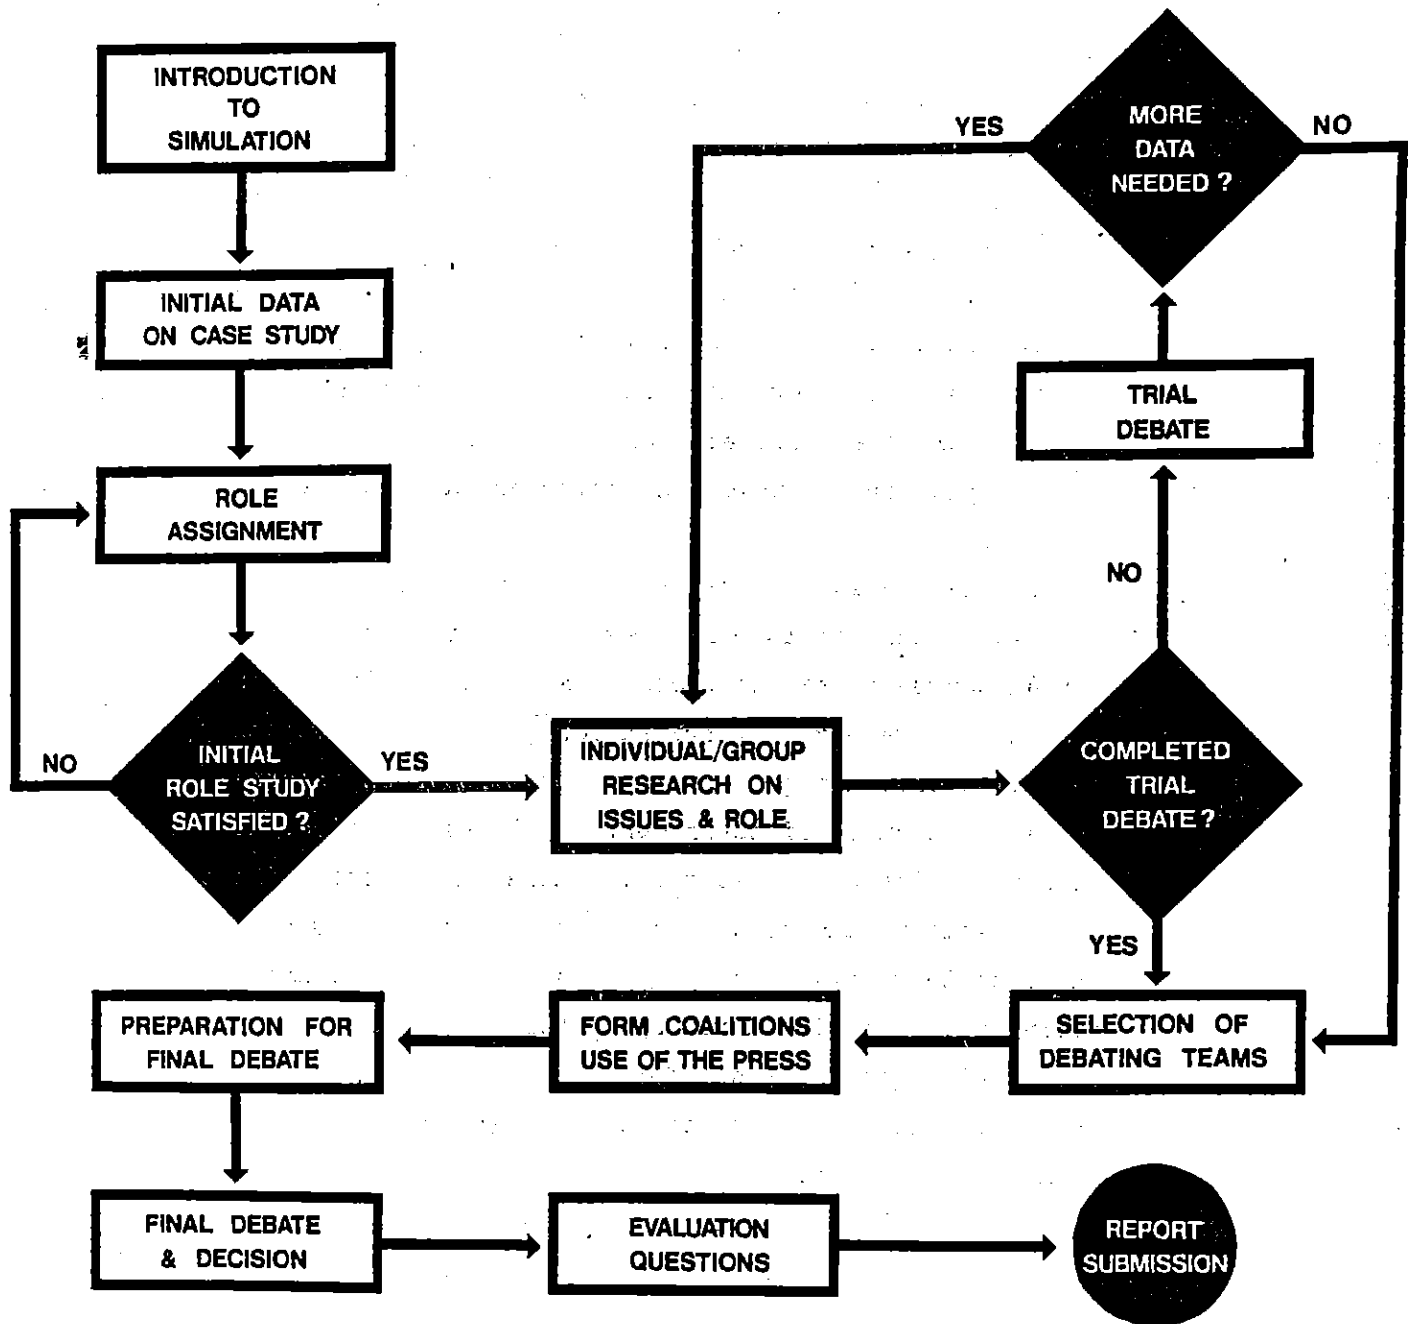 INTRODUCTION
TO
SIMULATION
INITIAL DATA
ON CASE STUDY
ROLE
ASSIGNMENT
INITIAL
ROLE STUDY
SATISFIED ?
NO
YES
INDIVIDUAL/GROUP
RESEARCH ON
ISSUES & ROLE
COMPLETED
TRIAL
DEBATE ?
NO
TRIAL
DEBATE
MORE
DATA
NEEDED ?
YES
NO
YES
SELECTION OF
DEBATING TEAMS
FORM COALITIONS
USE OF THE PRESS
PREPARATION FOR
FINAL DEBATE
FINAL DEBATE
& DECISION
EVALUATION
QUESTIONS
REPORT
SUBMISSION